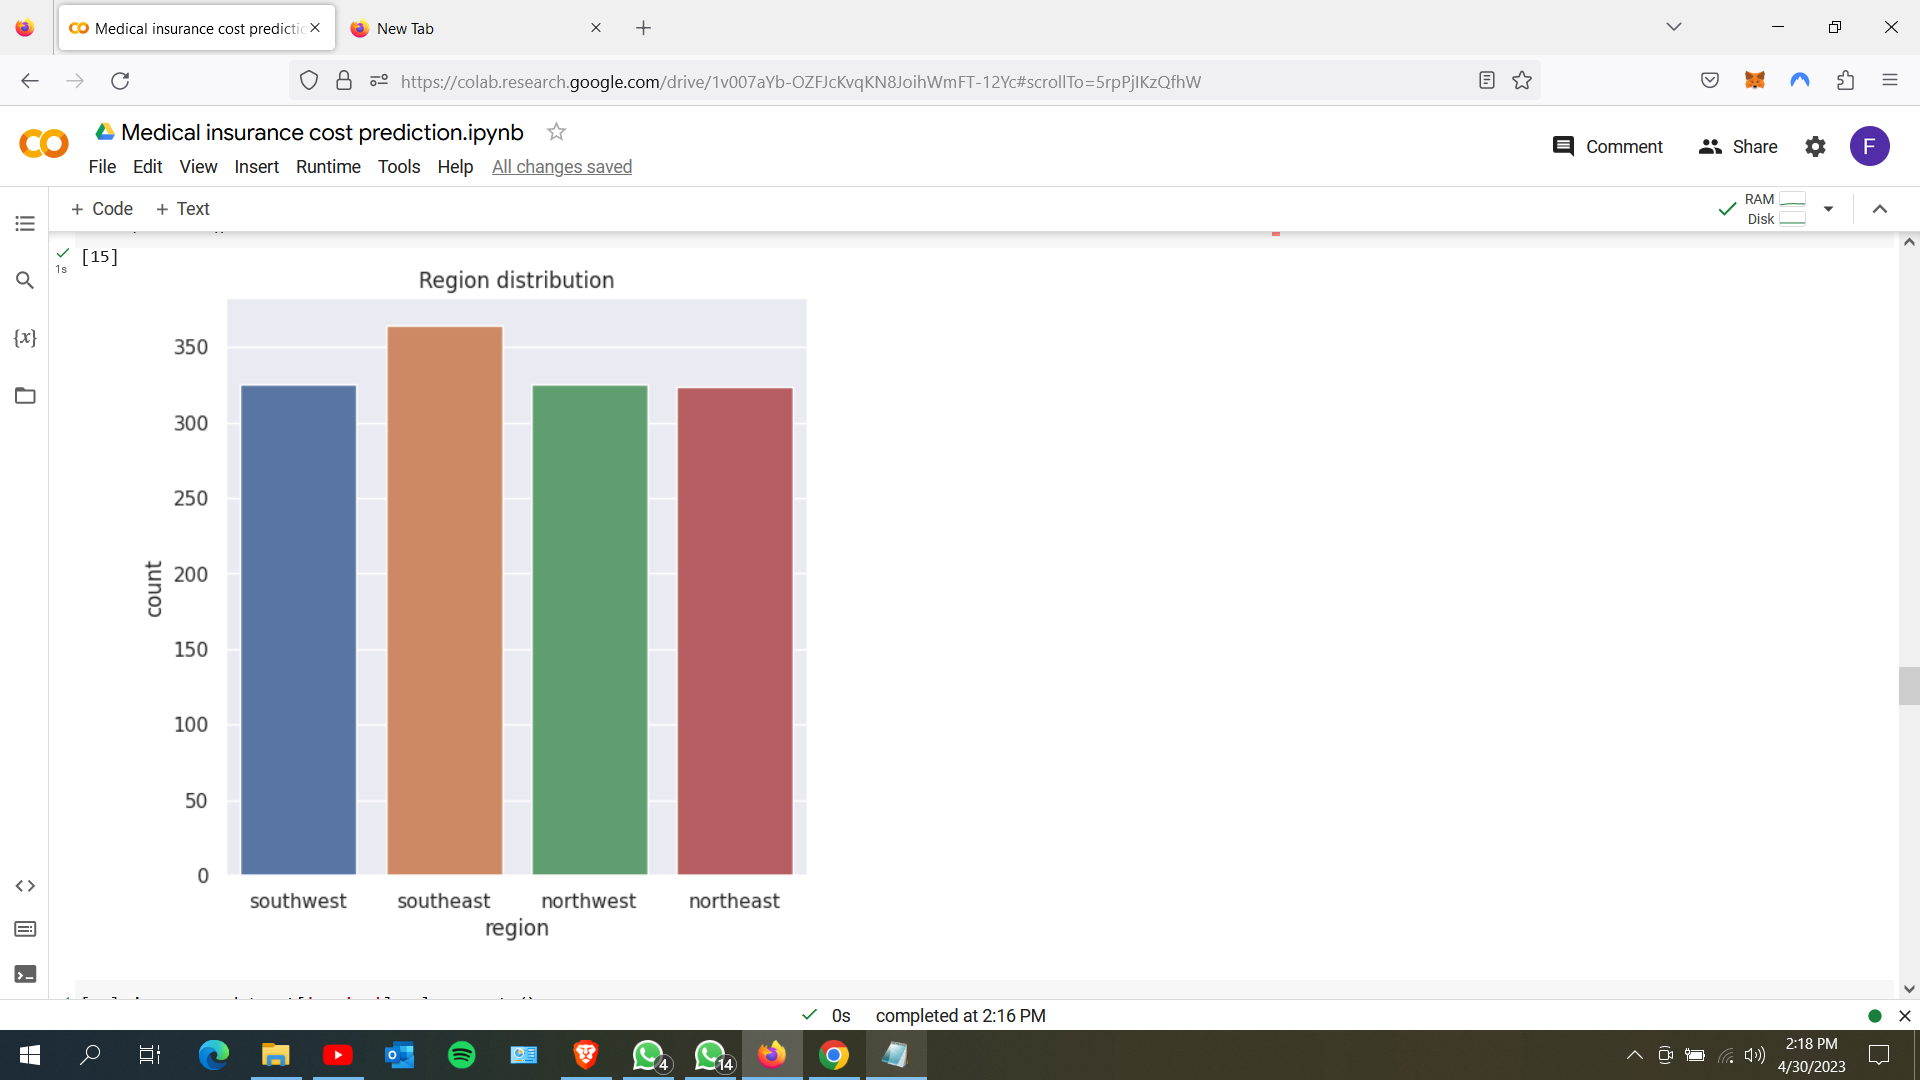 Medical insurance cost predictic
New Tab
https://colab.research.google.com/drive/1v007aYb-OZFJcKvqKN8JoihWmFT-12Yc#scrollTo=5rpPjIKzQfhW
Medical insurance cost prediction.ipynb
File Edit View Insert Runtime Tools Help All changes saved
Comment
Share
F
+ Code + Text
RAM
Disk
{x}
1s
[15]
Region distribution
350
300
250
200
150
100
50
0
count
southwest southeast northwest northeast
region
0s completed at 2:16 PM
4
14
2:18 PM
4/30/2023